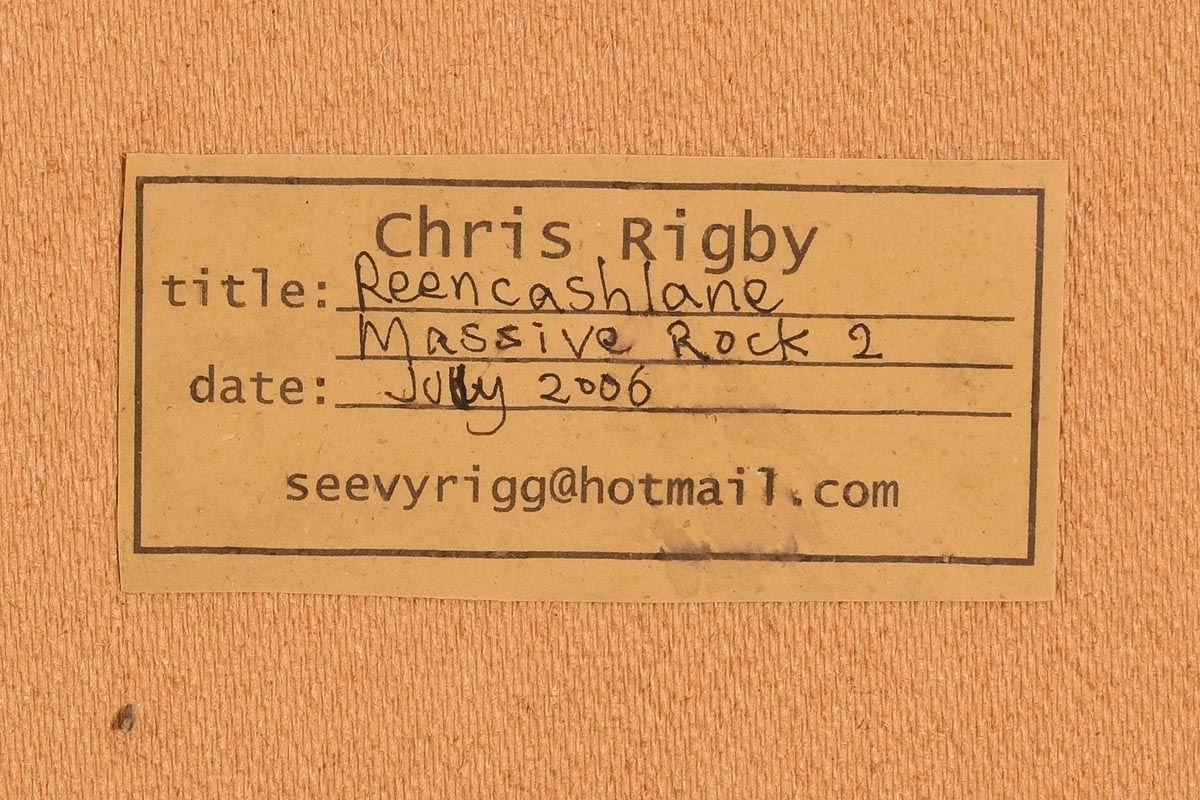 Chris Rigby
title: Reencashlane
Massive Rock 2
date: July 2006
seevyrigg@hotmail.com